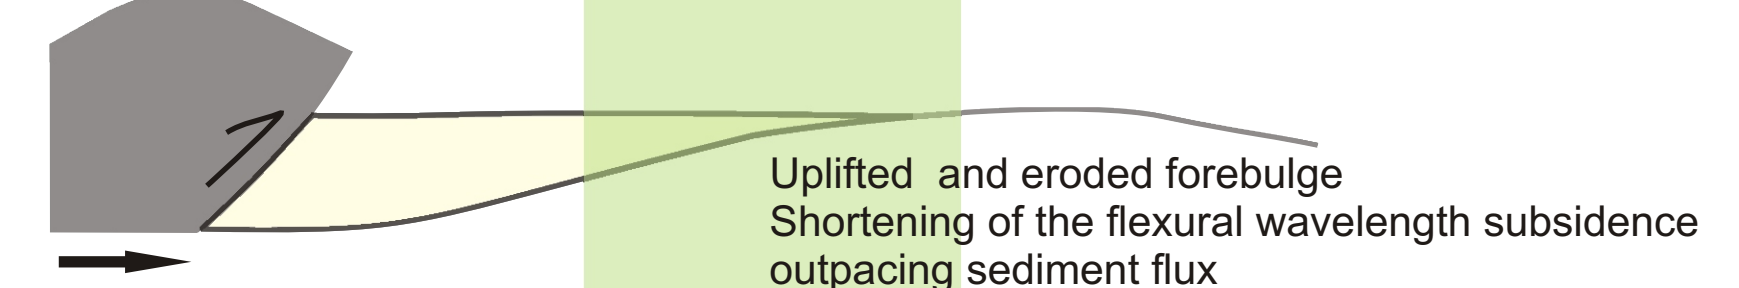 Uplifted  and eroded forebulge
Shortening of the flexural wavelength subsidence
outpacing sediment flux